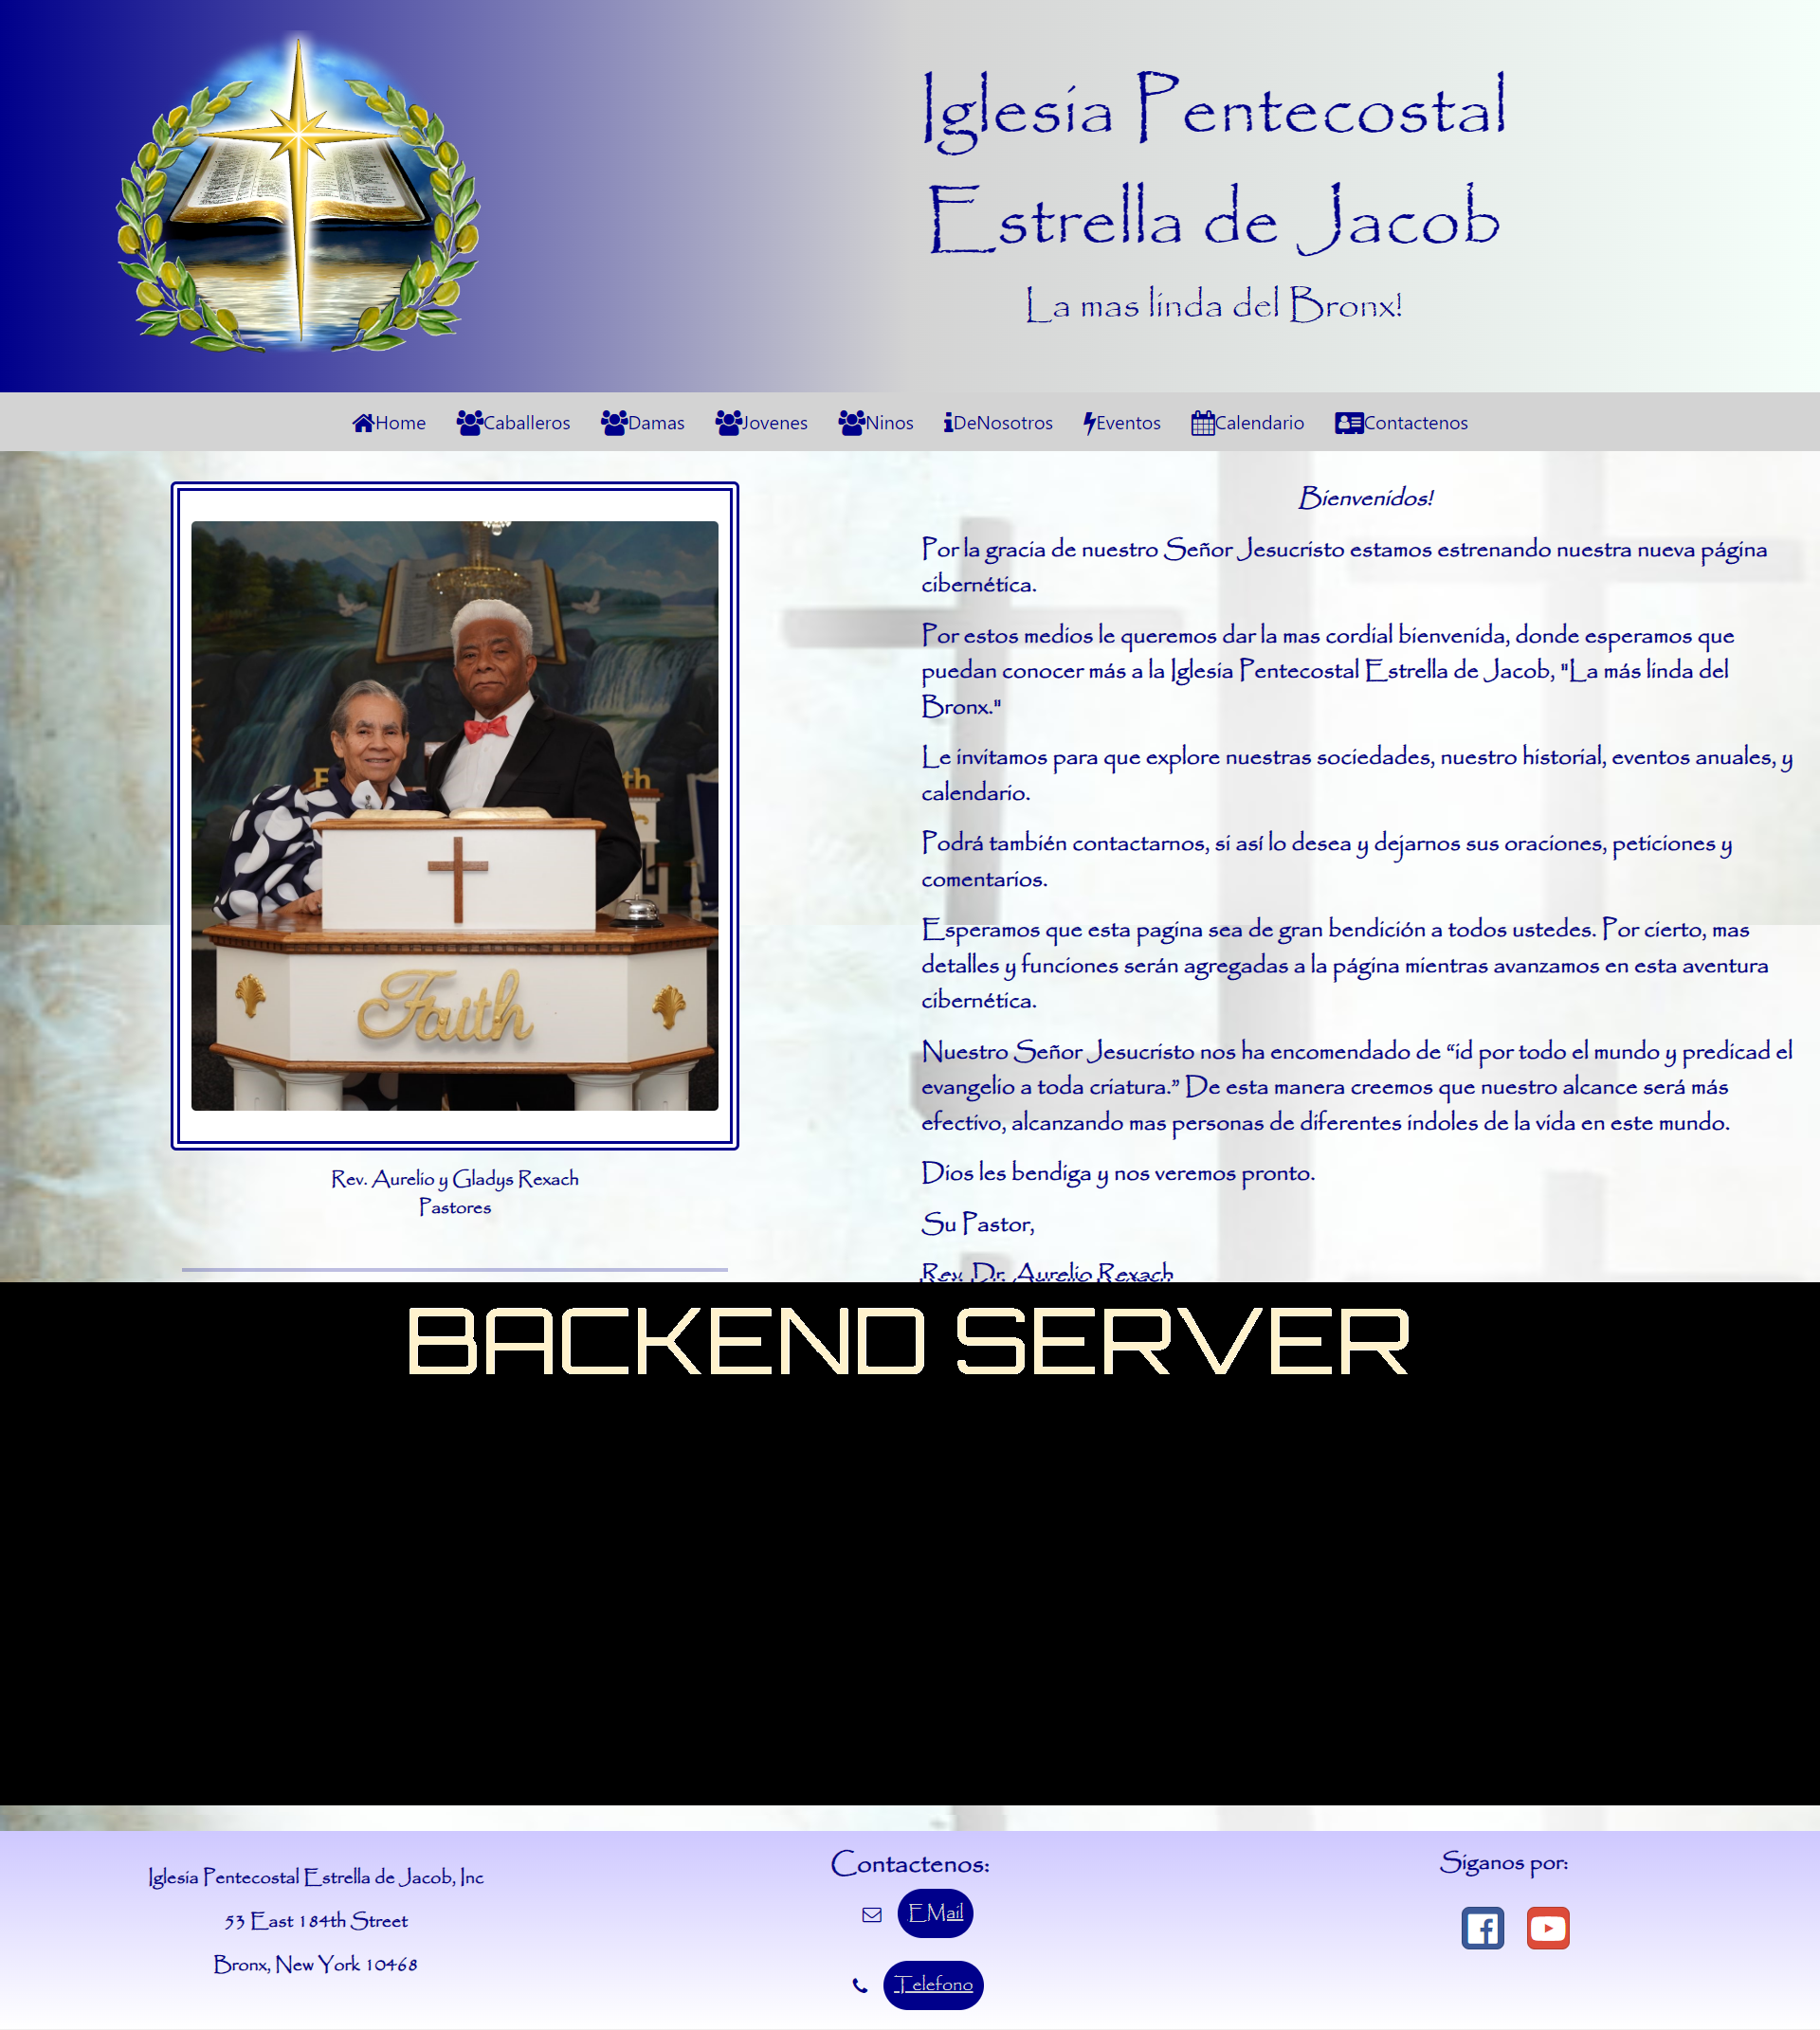 Iglesia Pentecostal
Estrella de Jacob
La mas linda del Bronx!
Home Caballeros Damas Jovenes Ninos DeNosotros Eventos Calendario Contactenos
Faith
Rev. Aurelio y Gladys Rexach
Pastores
Bienvenidos!
Por la gracia de nuestro Señor Jesucristo estamos estrenando nuestra nueva página
cibernética.
Por estos medios le queremos dar la mas cordial bienvenida, donde esperamos que
puedan conocer más a la Iglesia Pentecostal Estrella de Jacob, "La más linda del
Bronx."
Le invitamos para que explore nuestras sociedades, nuestro historial, eventos anuales, y
calendario.
Podrá también contactarnos, si así lo desea y dejarnos sus oraciones, peticiones y
comentarios.
Esperamos que esta pagina sea de gran bendición a todos ustedes. Por cierto, mas
detalles y funciones serán agregadas a la página mientras avanzamos en esta aventura
cibernética.
Nuestro Señor Jesucristo nos ha encomendado de “id por todo el mundo y predicad el
evangelio a toda criatura.” De esta manera creemos que nuestro alcance será más
efectivo, alcanzando mas personas de diferentes indoles de la vida en este mundo.
Dios les bendiga y nos veremos pronto.
Su Pastor,
Rev. Dr. Aurelio Rexach
BACKEND SERVER
Iglesia Pentecostal Estrella de Jacob, Inc
53 East 184th Street
Bronx, New York 10468
Contactenos:
EMail
Telefono
Siganos por: